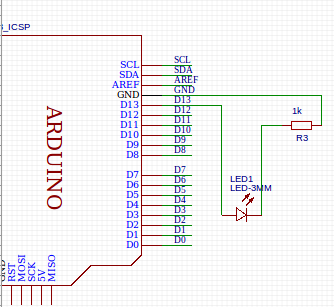 _ICSP
SCL SCL
SDA SDA
AREF AREF
GND GND
D13 D13
D12 D12
D11 D11
D10 D10
D9 D9
D8 D8
D7 D7
D6 D6
D5 D5
D4 D4
D3 D3
D2 D2
D1 D1
D0 D0
ARDUINO
1k
R3
LED1
LED-3MM
GND
RST
MOSI
SCK
5V
MISO